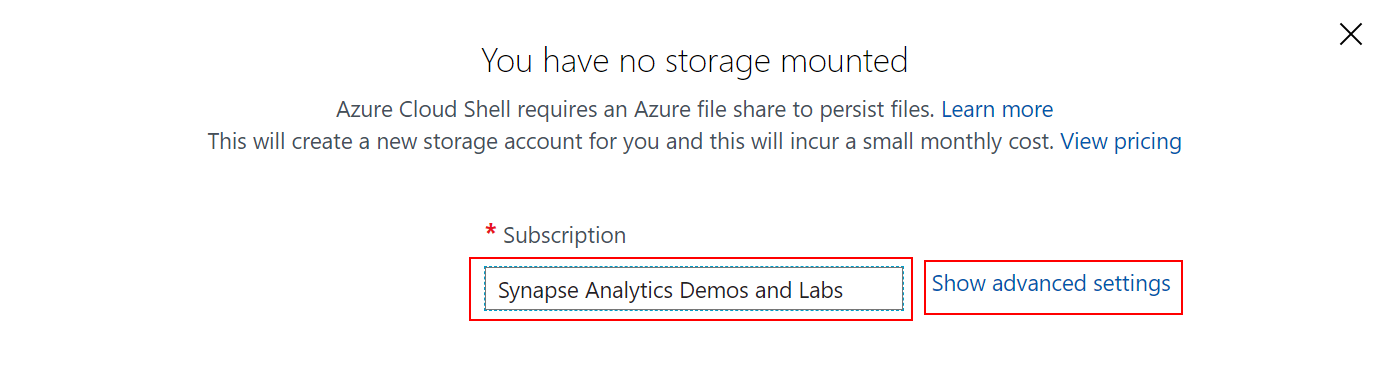 You have no storage mounted
Azure Cloud Shell requires an Azure file share to persist files. Learn more
This will create a new storage account for you and this will incur a small monthly cost. View pricing
* Subscription
Synapse Analytics Demos and Labs
Show advanced settings